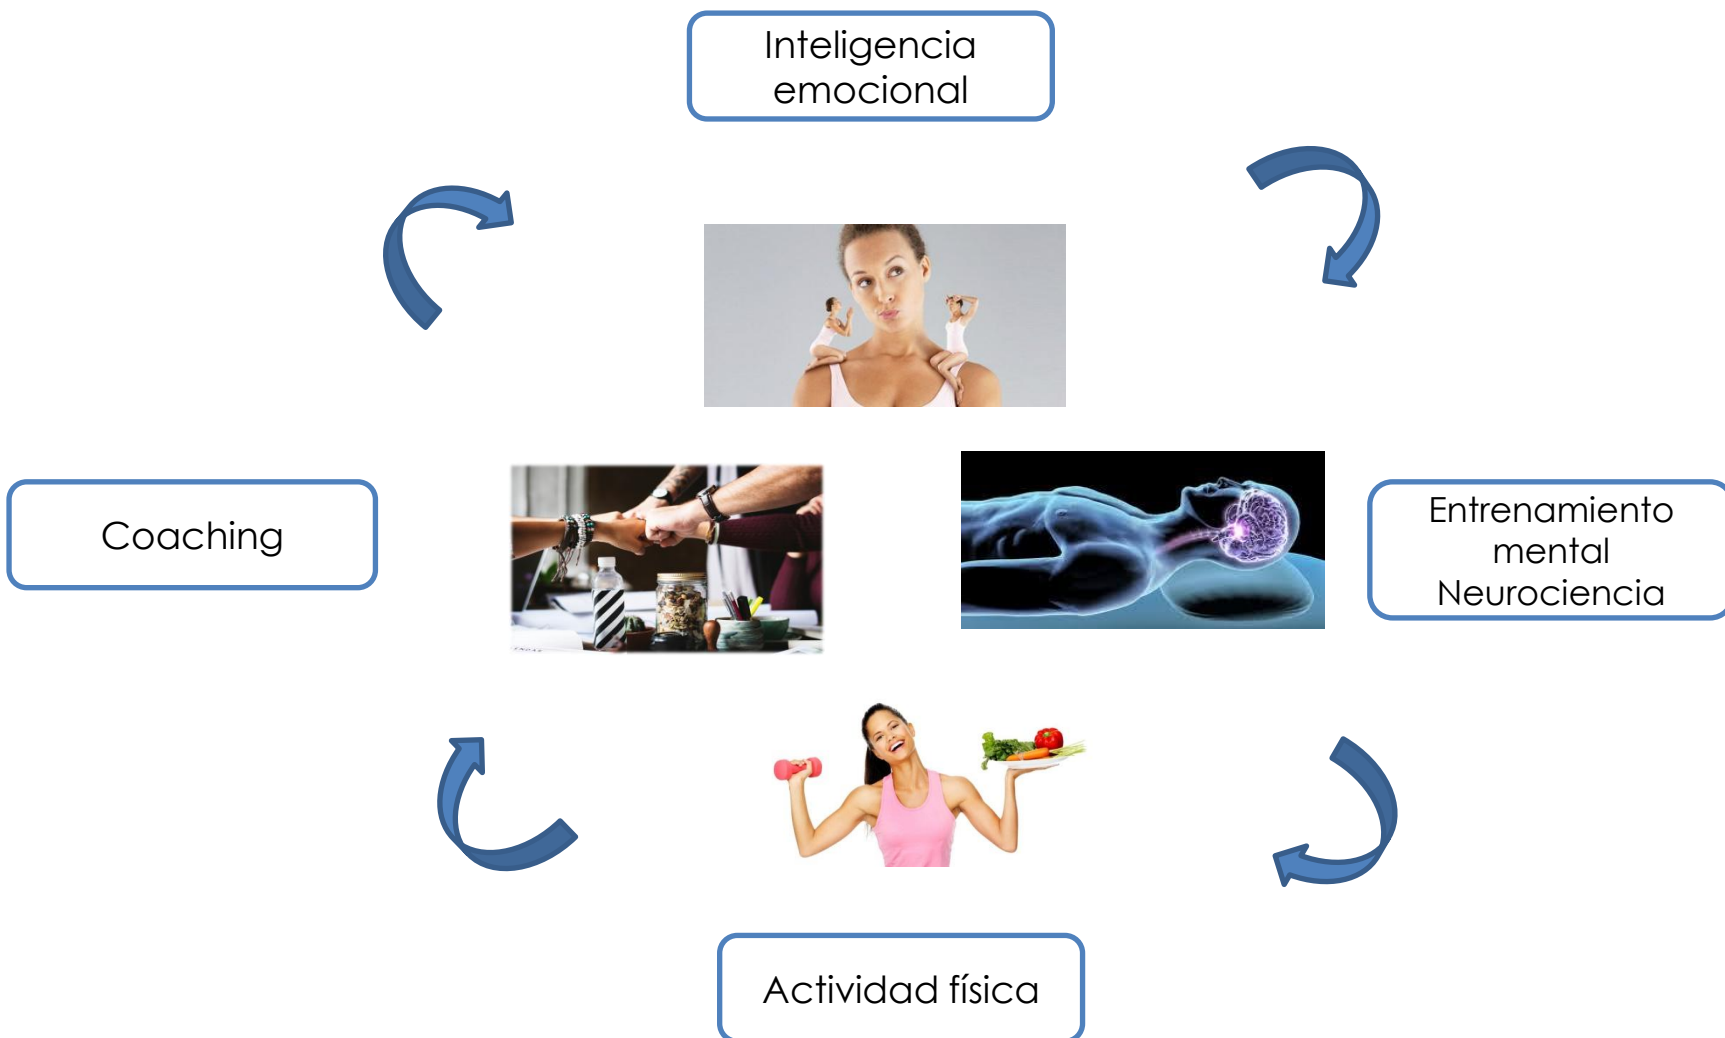 Inteligencia
emocional
Coaching
Entrenamiento
mental
Neurociencia
Actividad física